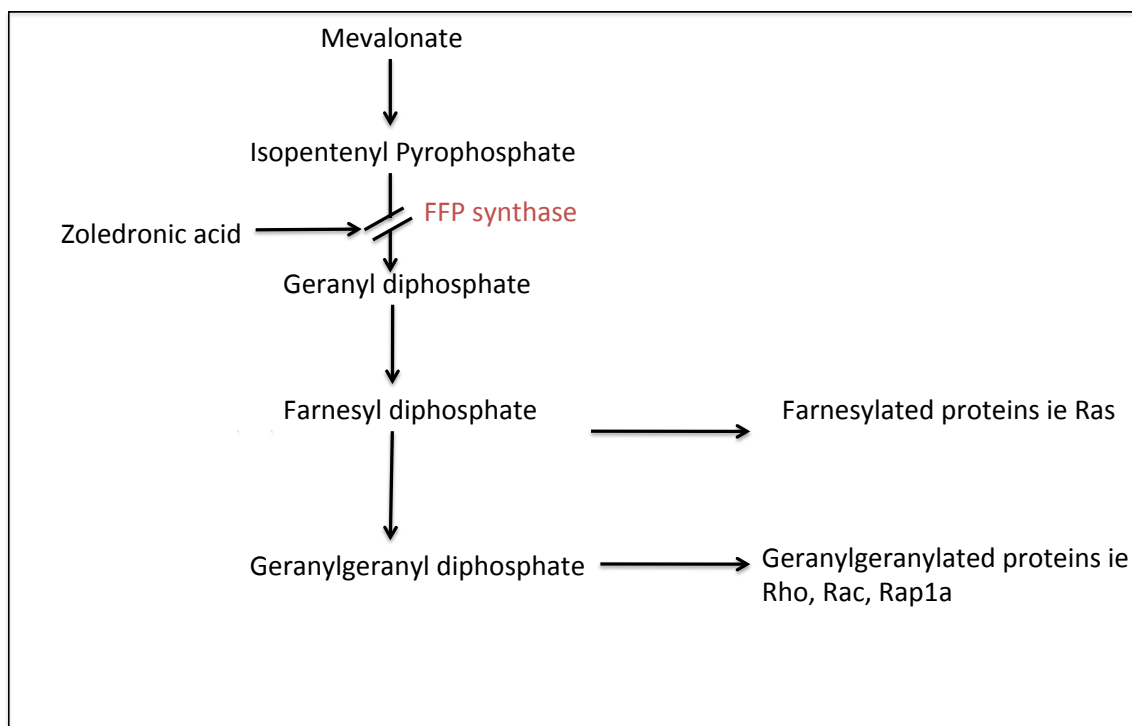 Mevalonate
Isopentenyl Pyrophosphate
FFP synthase
Zoledronic acid
Geranyl diphosphate
Farnesyl diphosphate
Farnesylated proteins ie Ras
Geranylgeranyl diphosphate
Geranylgeranylated proteins ie
Rho, Rac, Rap1a